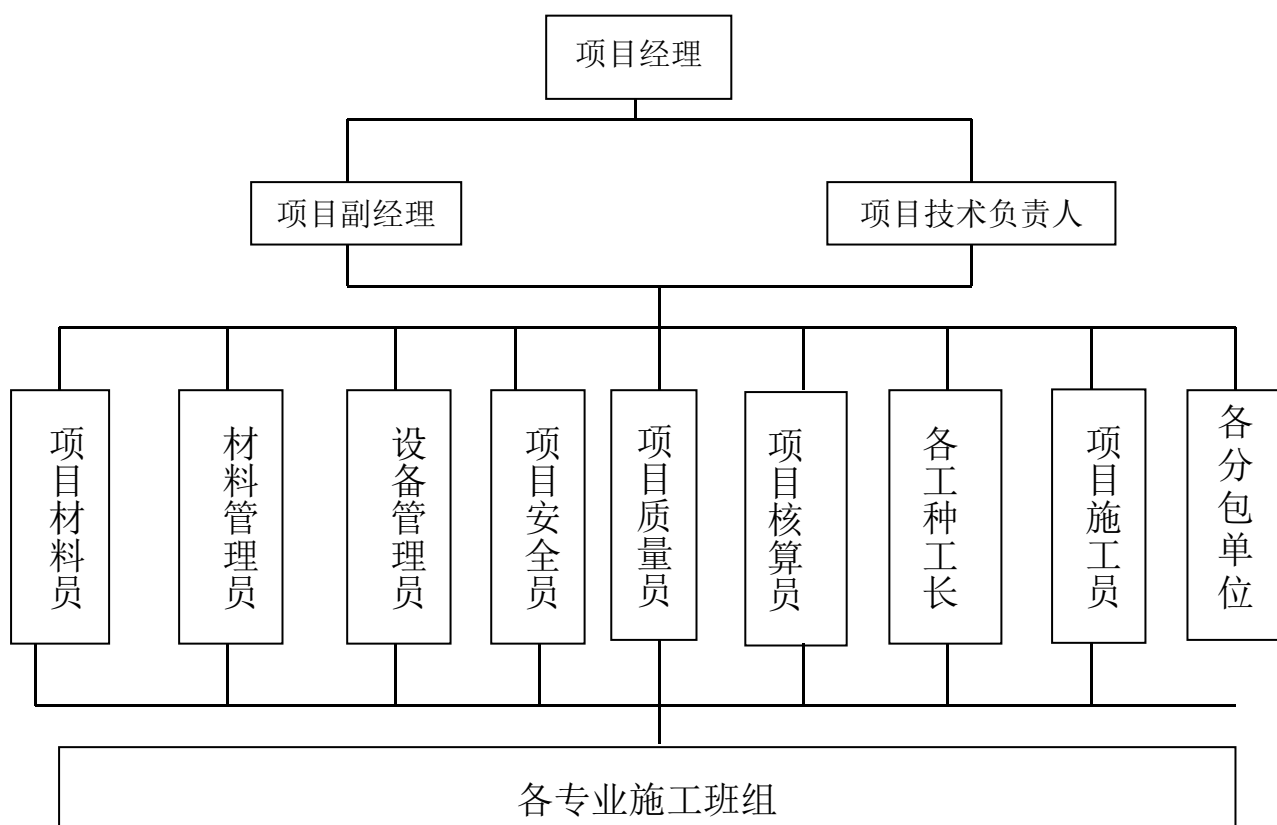 项目经理
项目副经理
项目技术负责人
项目材料员
材料管理员
设备管理员
项目安全员
项目质量员
项目核算员
各工种工长
项目施工员
各分包单位
各专业施工班组